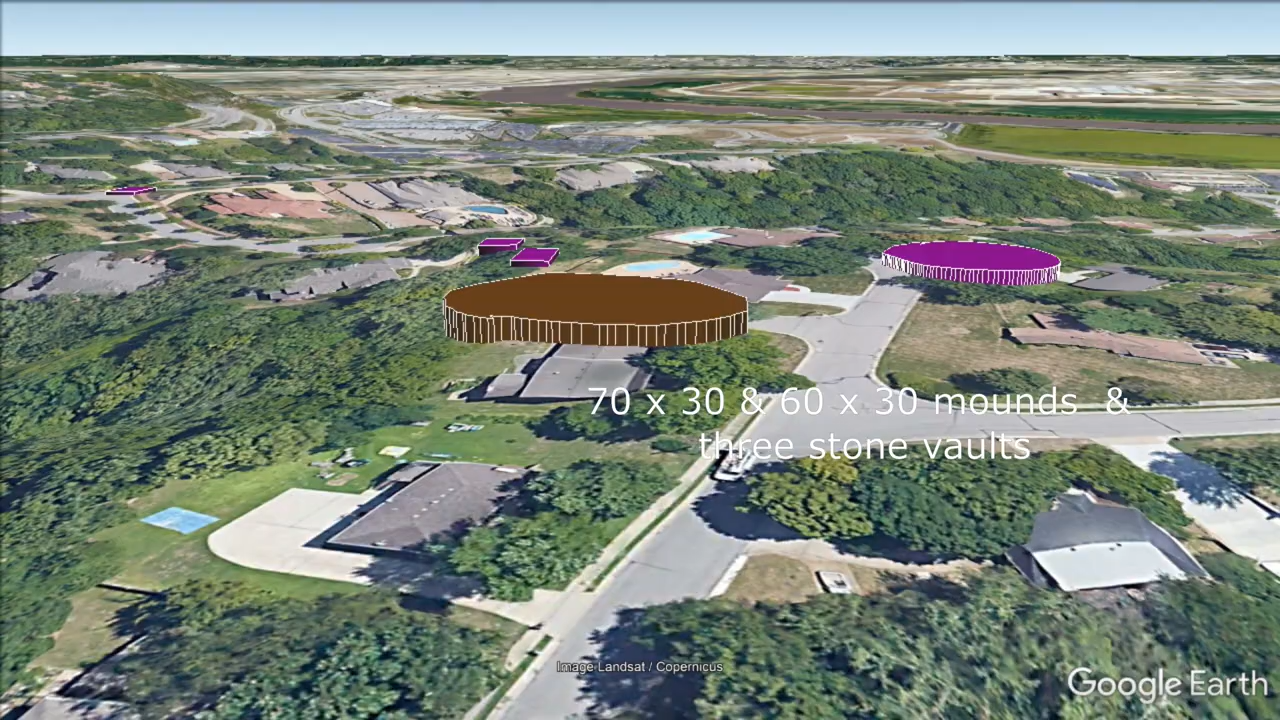 70 x 30 & 60 x 30 mounds &
three stone vaults
Image Landsat / Copernicus
Google Earth